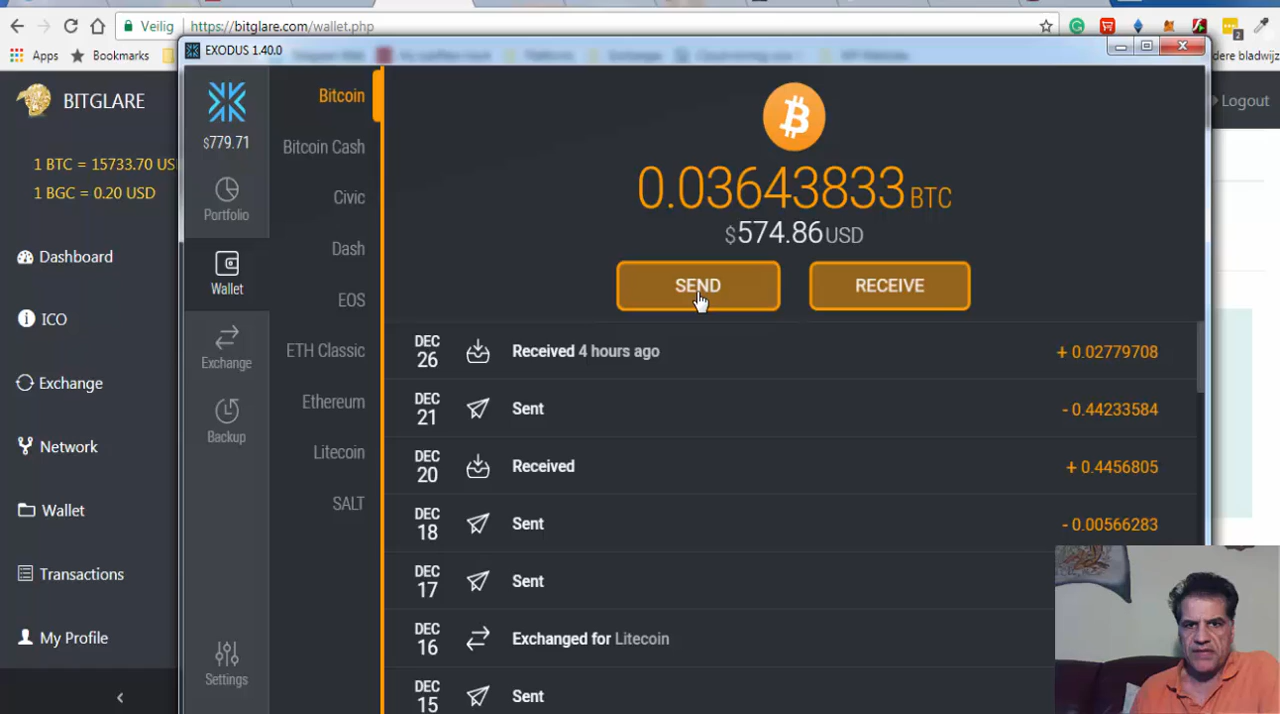 Veilig
https://bitglare.com/wallet.php
2
Apps
Bookmarks
dere bladwijz
EXODUS 1.40.0
BITGLARE
Logout
1 BTC = 15733.70 US
1 BGC = 0.20 USD
Dashboard
ICO
Exchange
Network
Wallet
Transactions
My Profile
$779.71
Portfolio
Wallet
Exchange
Backup
Settings
Bitcoin
Bitcoin Cash
Civic
Dash
EOS
ETH Classic
Ethereum
Litecoin
SALT
0.03643833 BTC
$574.86 USD
SEND
RECEIVE
DEC 26 Received 4 hours ago + 0.02779708
DEC 21 Sent - 0.44233584
DEC 20 Received + 0.4456805
DEC 18 Sent - 0.00566283
DEC 17 Sent
DEC 16 Exchanged for Litecoin
DEC 15 Sent